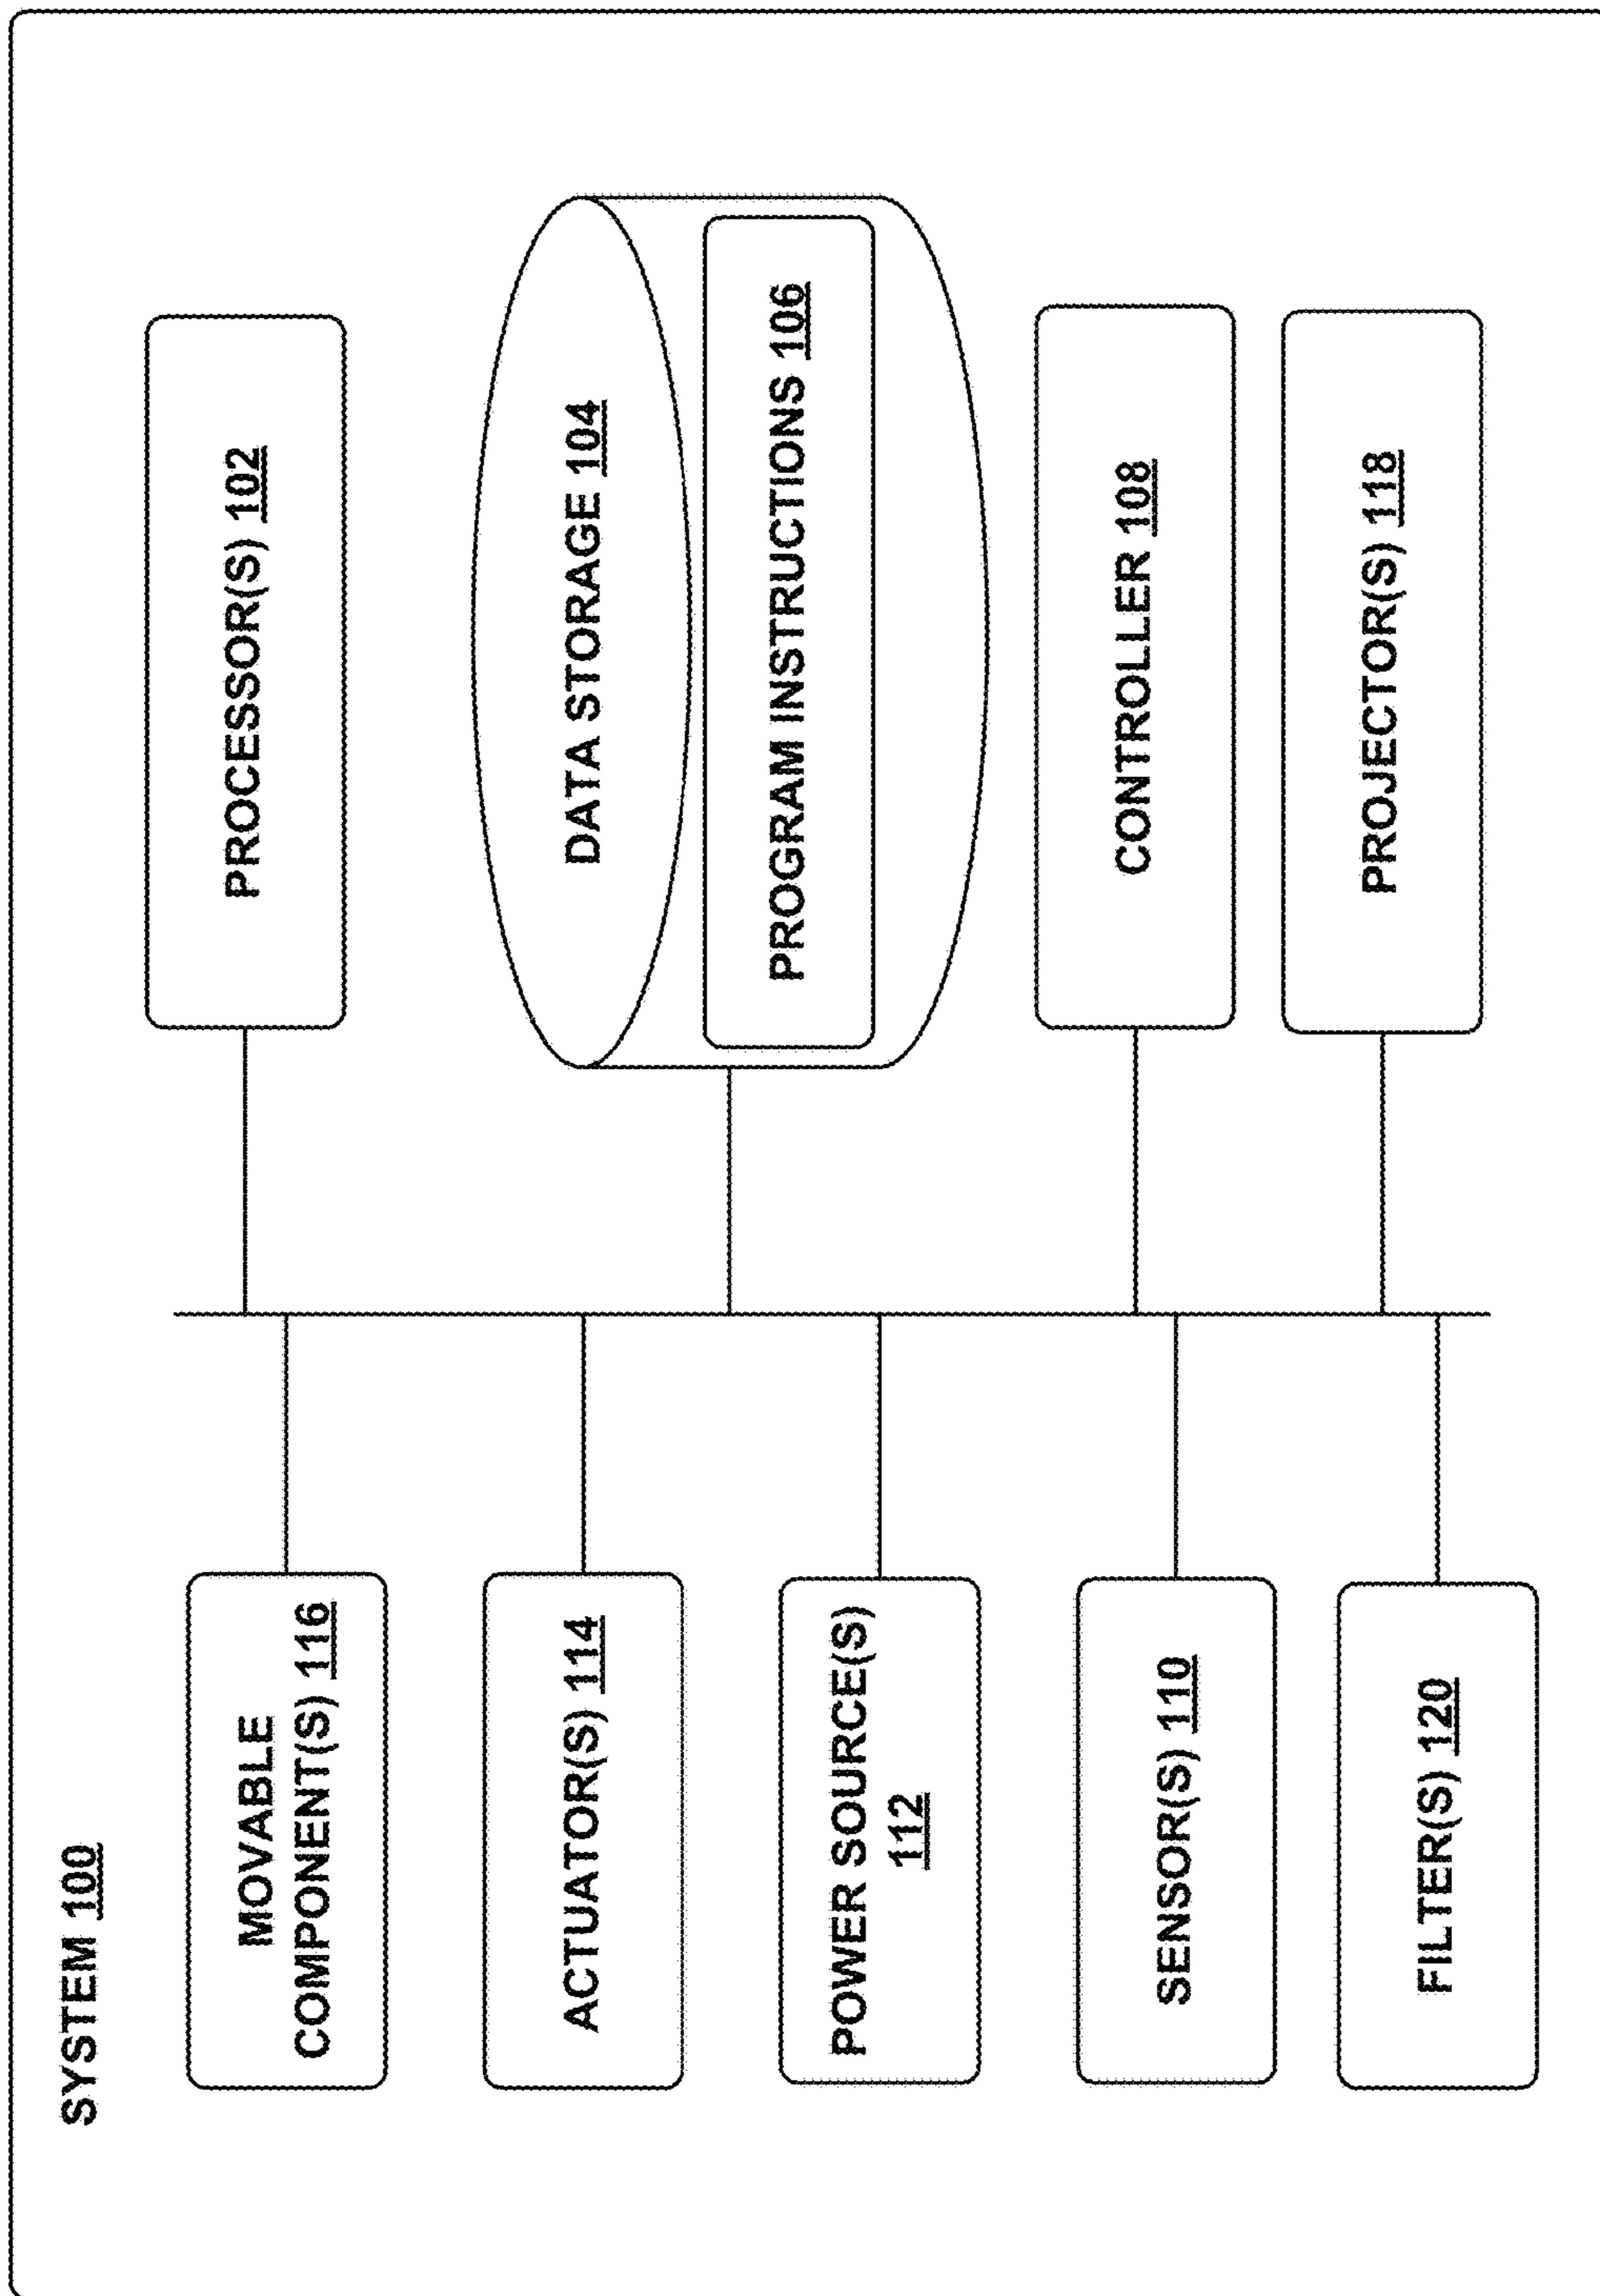 SYSTEM 100
MOVABLE
COMPONENT(S) 116
ACTUATOR(S) 114
POWER SOURCE(S)
112
SENSOR(S) 110
FILTER(S) 120
PROCESSOR(S) 102
DATA STORAGE 104
PROGRAM INSTRUCTIONS 106
CONTROLLER 108
PROJECTOR(S) 118